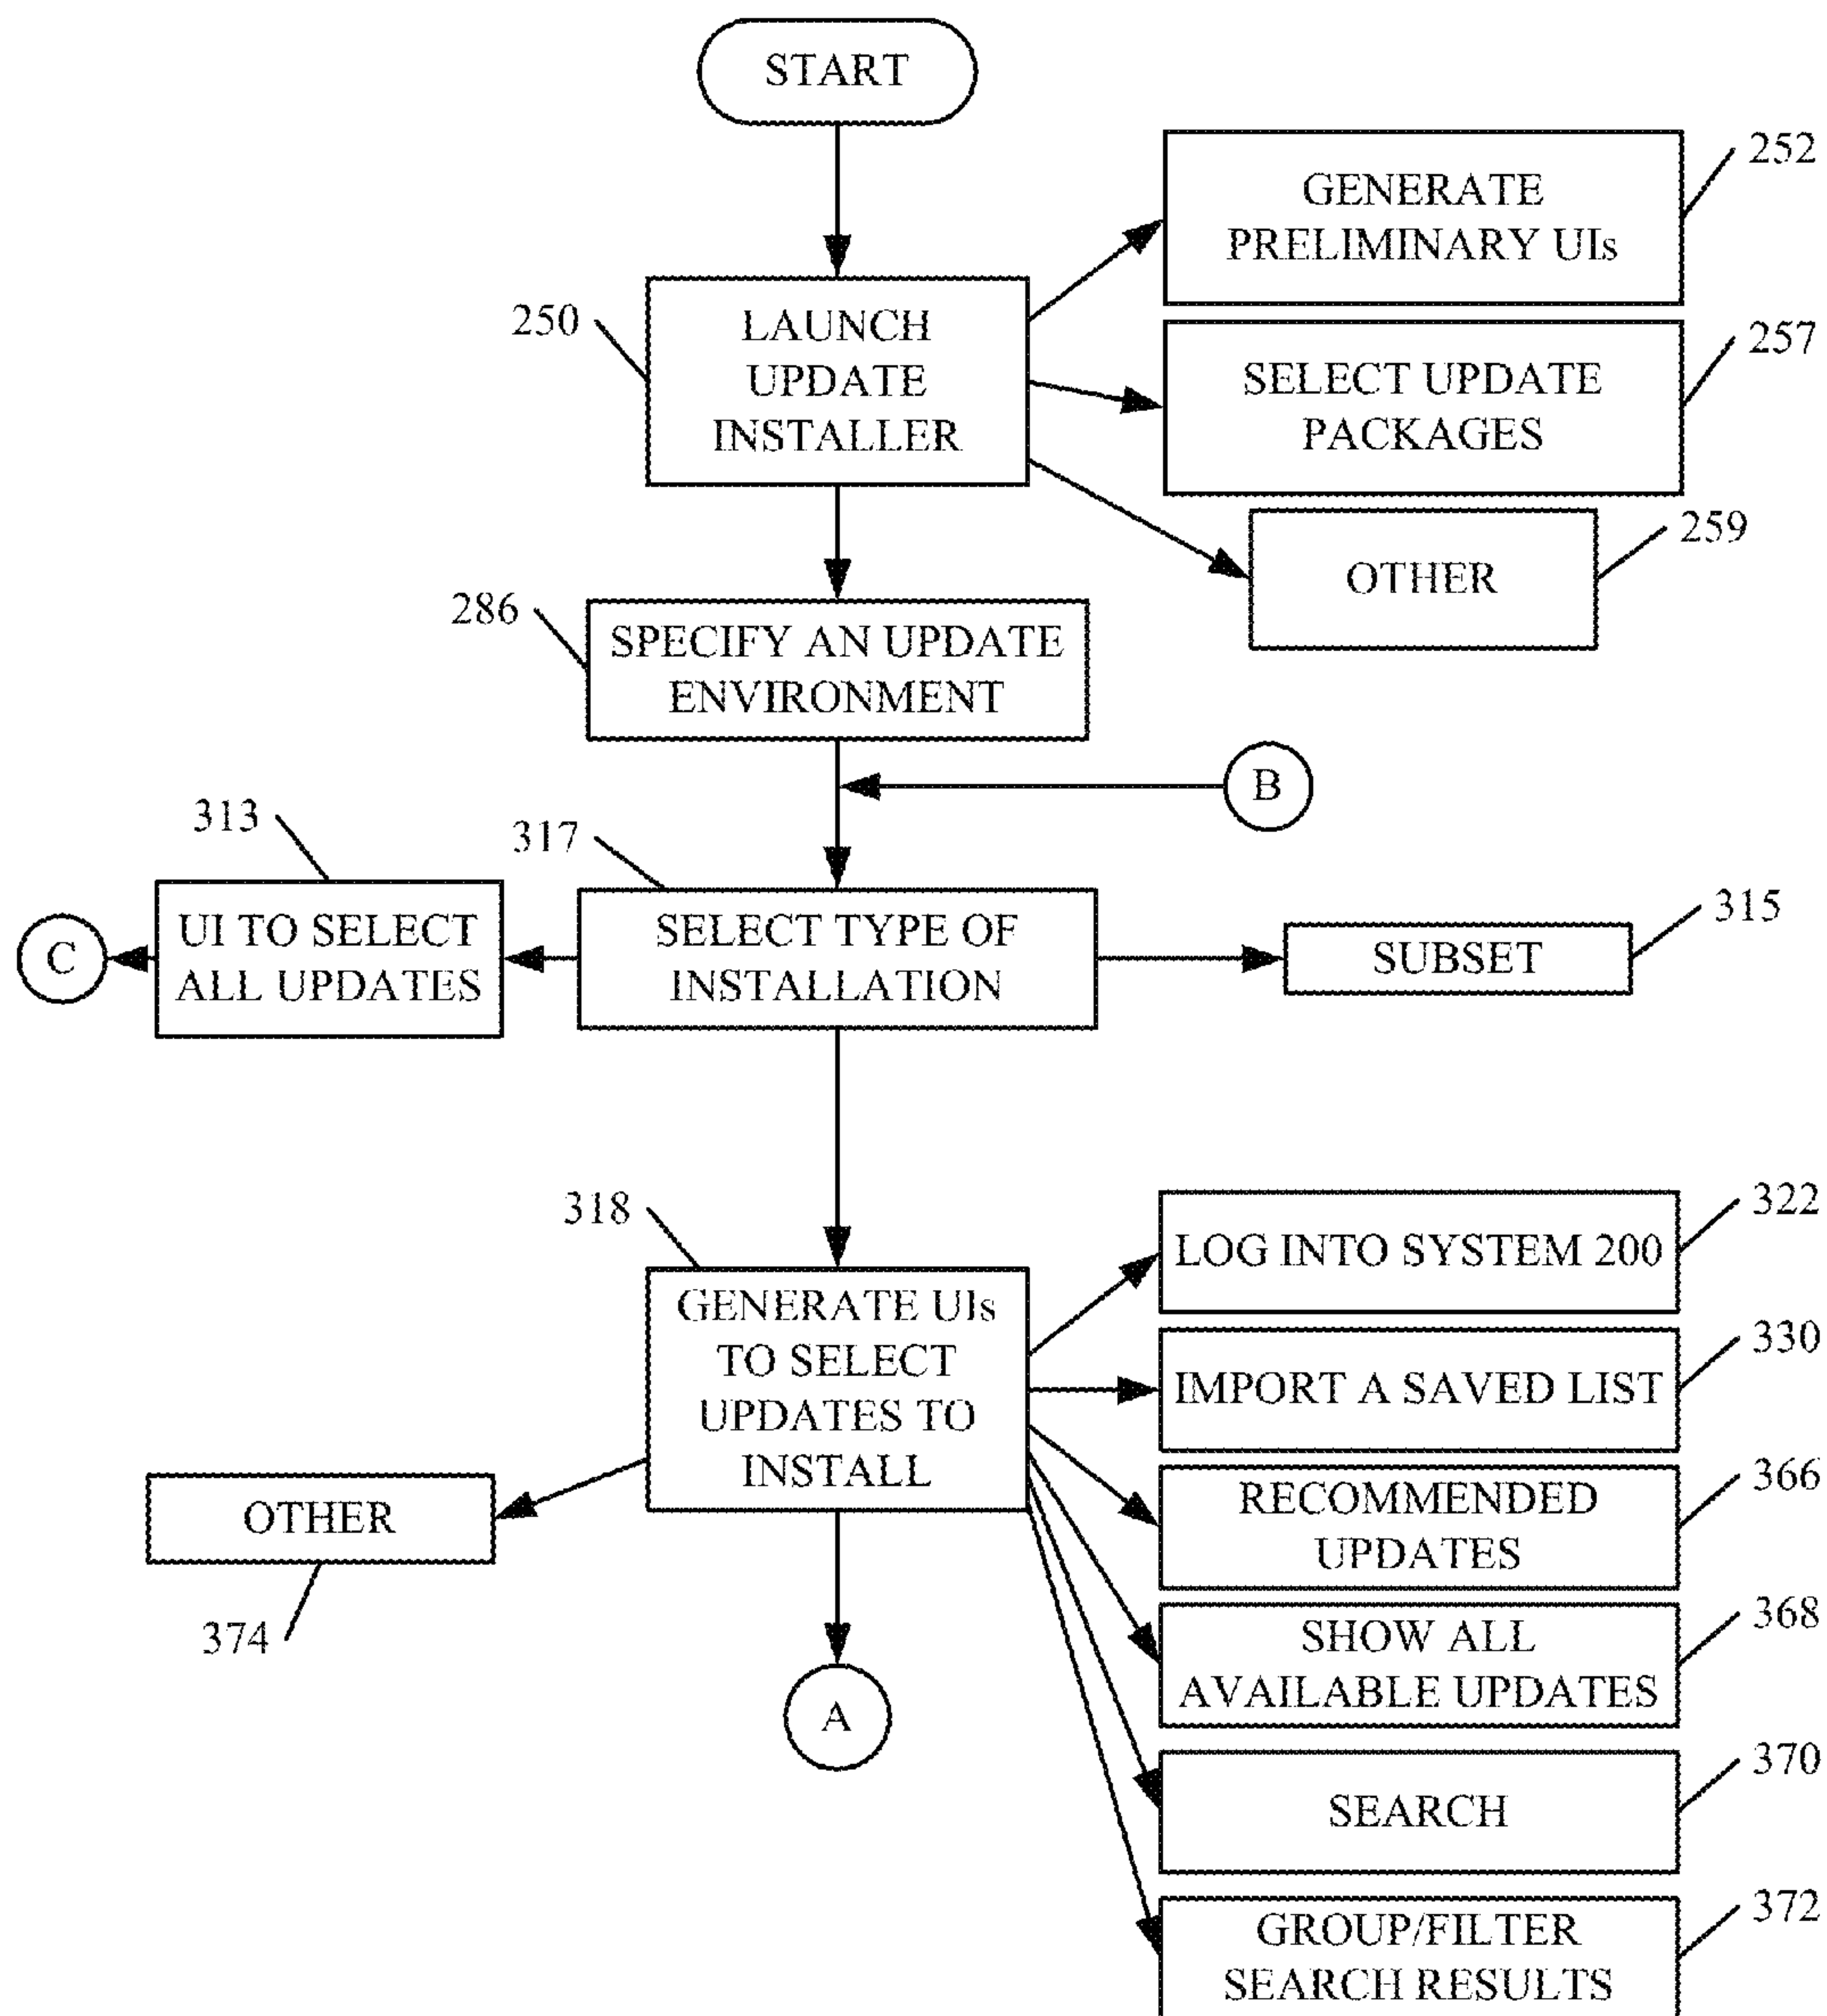 START
252
GENERATE
PRELIMINARY UIs
250
LAUNCH
UPDATE
INSTALLER
257
SELECT UPDATE
PACKAGES
259
OTHER
286
SPECIFY AN UPDATE
ENVIRONMENT
B
313
317
C
UI TO SELECT
ALL UPDATES
SELECT TYPE OF
INSTALLATION
315
SUBSET
318
GENERATE UIs
TO SELECT
UPDATES TO
INSTALL
322
LOG INTO SYSTEM 200
330
IMPORT A SAVED LIST
366
RECOMMENDED
UPDATES
OTHER
374
368
SHOW ALL
AVAILABLE UPDATES
A
370
SEARCH
372
GROUP/FILTER
SEARCH RESULTS